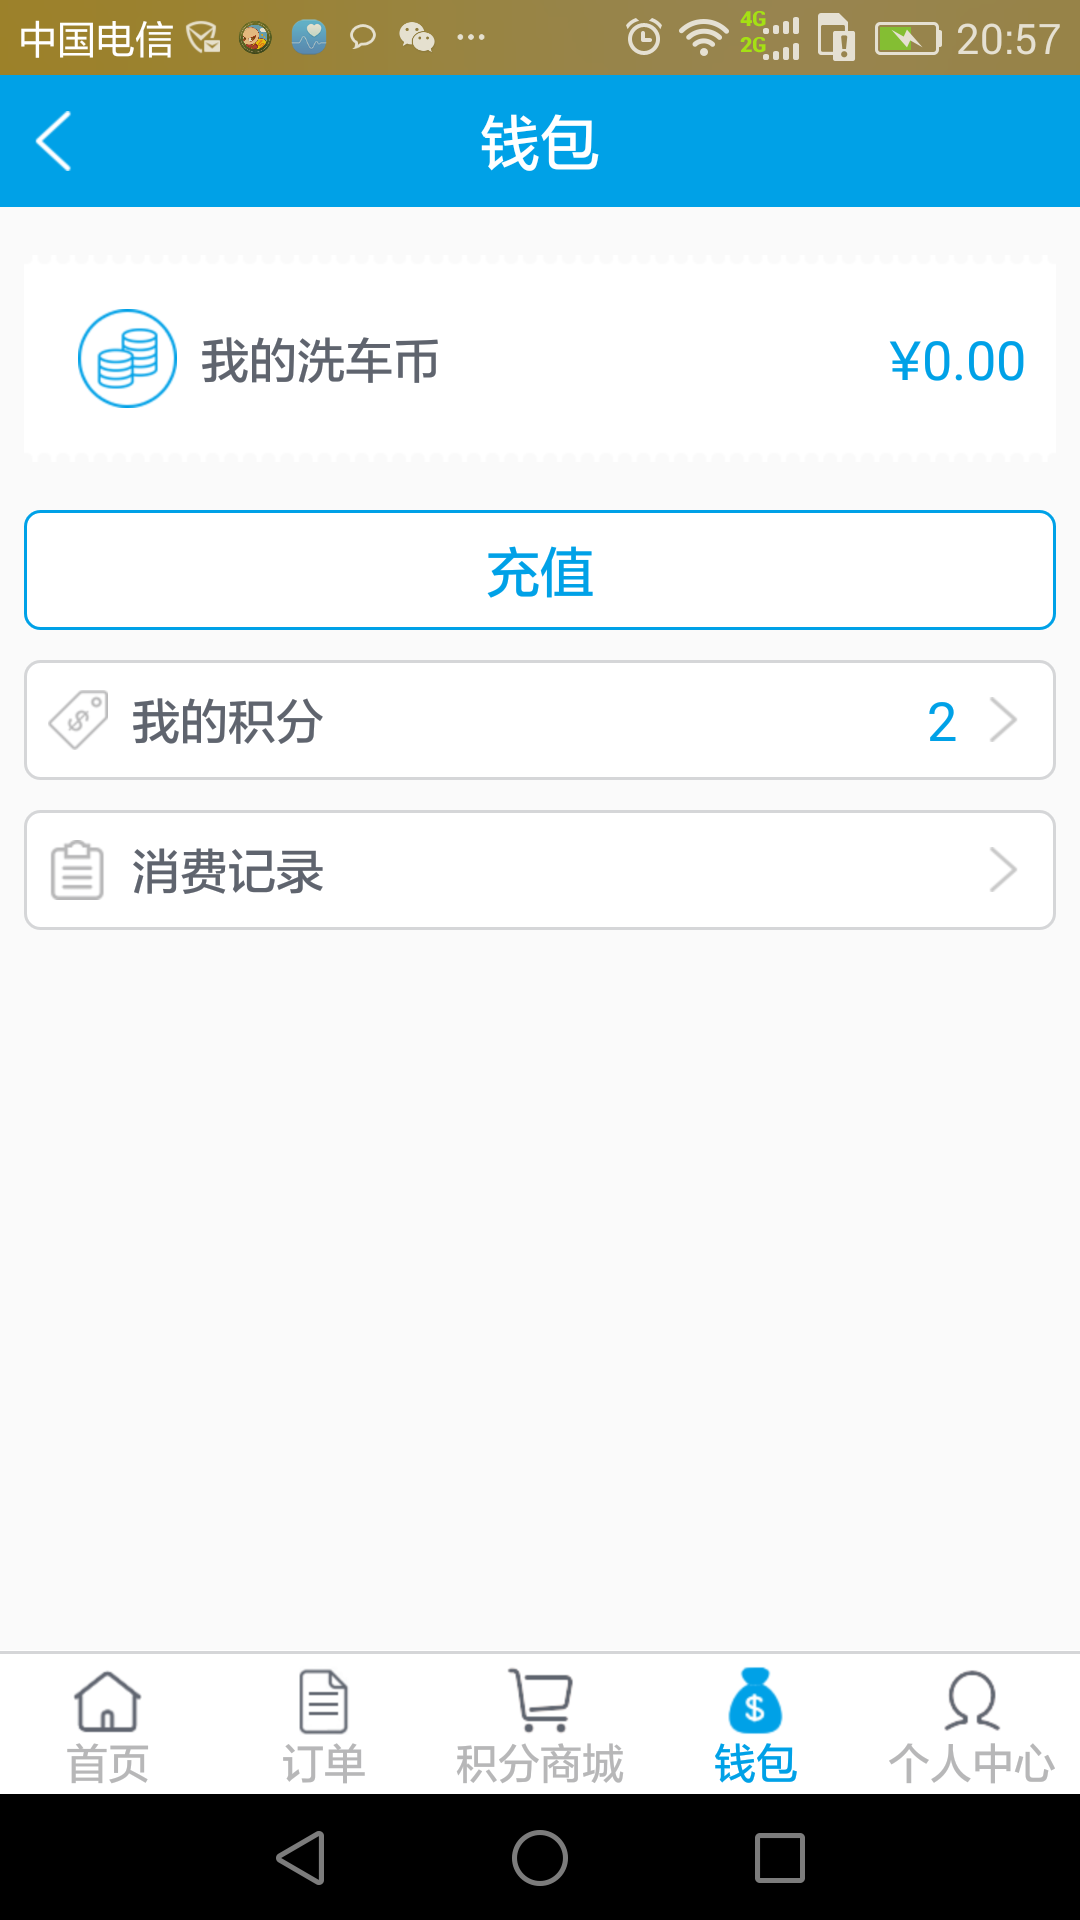 中国电信 4G 2G 20:57
钱包
我的洗车币 ¥0.00
充值
我的积分 2
消费记录
首页 订单 积分商城 钱包 个人中心